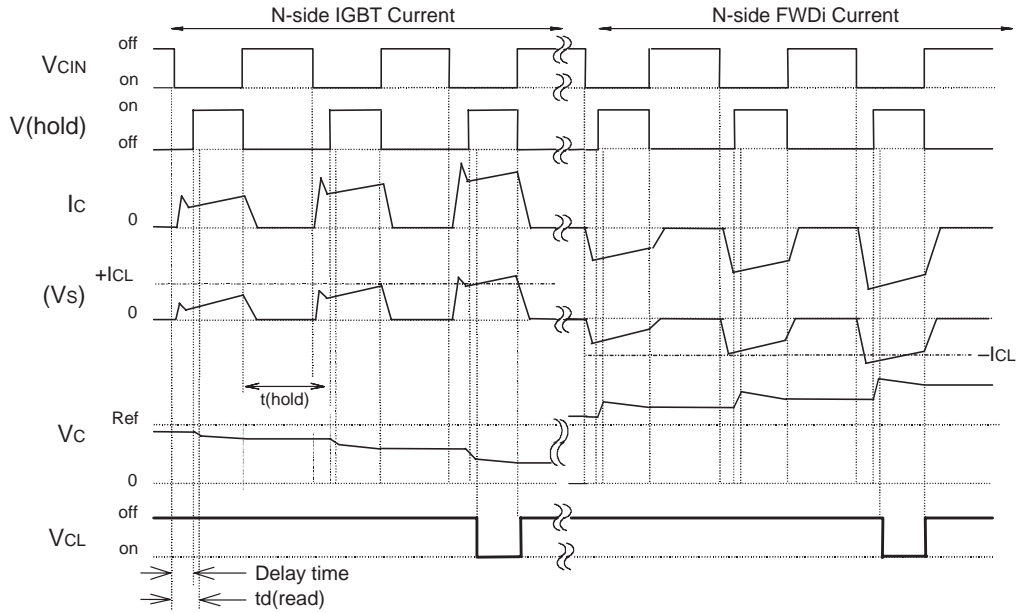 N-side IGBT Current
N-side FWDi Current
off
VCIN
on
on
V(hold)
off
IC
0
+ICL
(VS)
0
–ICL
t(hold)
Ref
VC
0
off
VCL
on
Delay time
td(read)